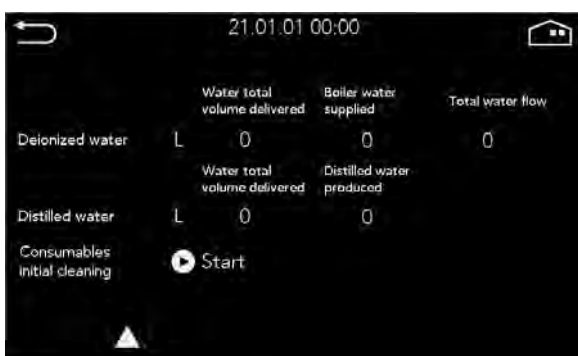 21.01.01 00:00
Water total
volume delivered
Boiler water
supplied
Total water flow
Deionized water L 0 0 0
Water total
volume delivered
Distilled water
produced
Distilled water L 0 0
Consumables
initial cleaning
Start